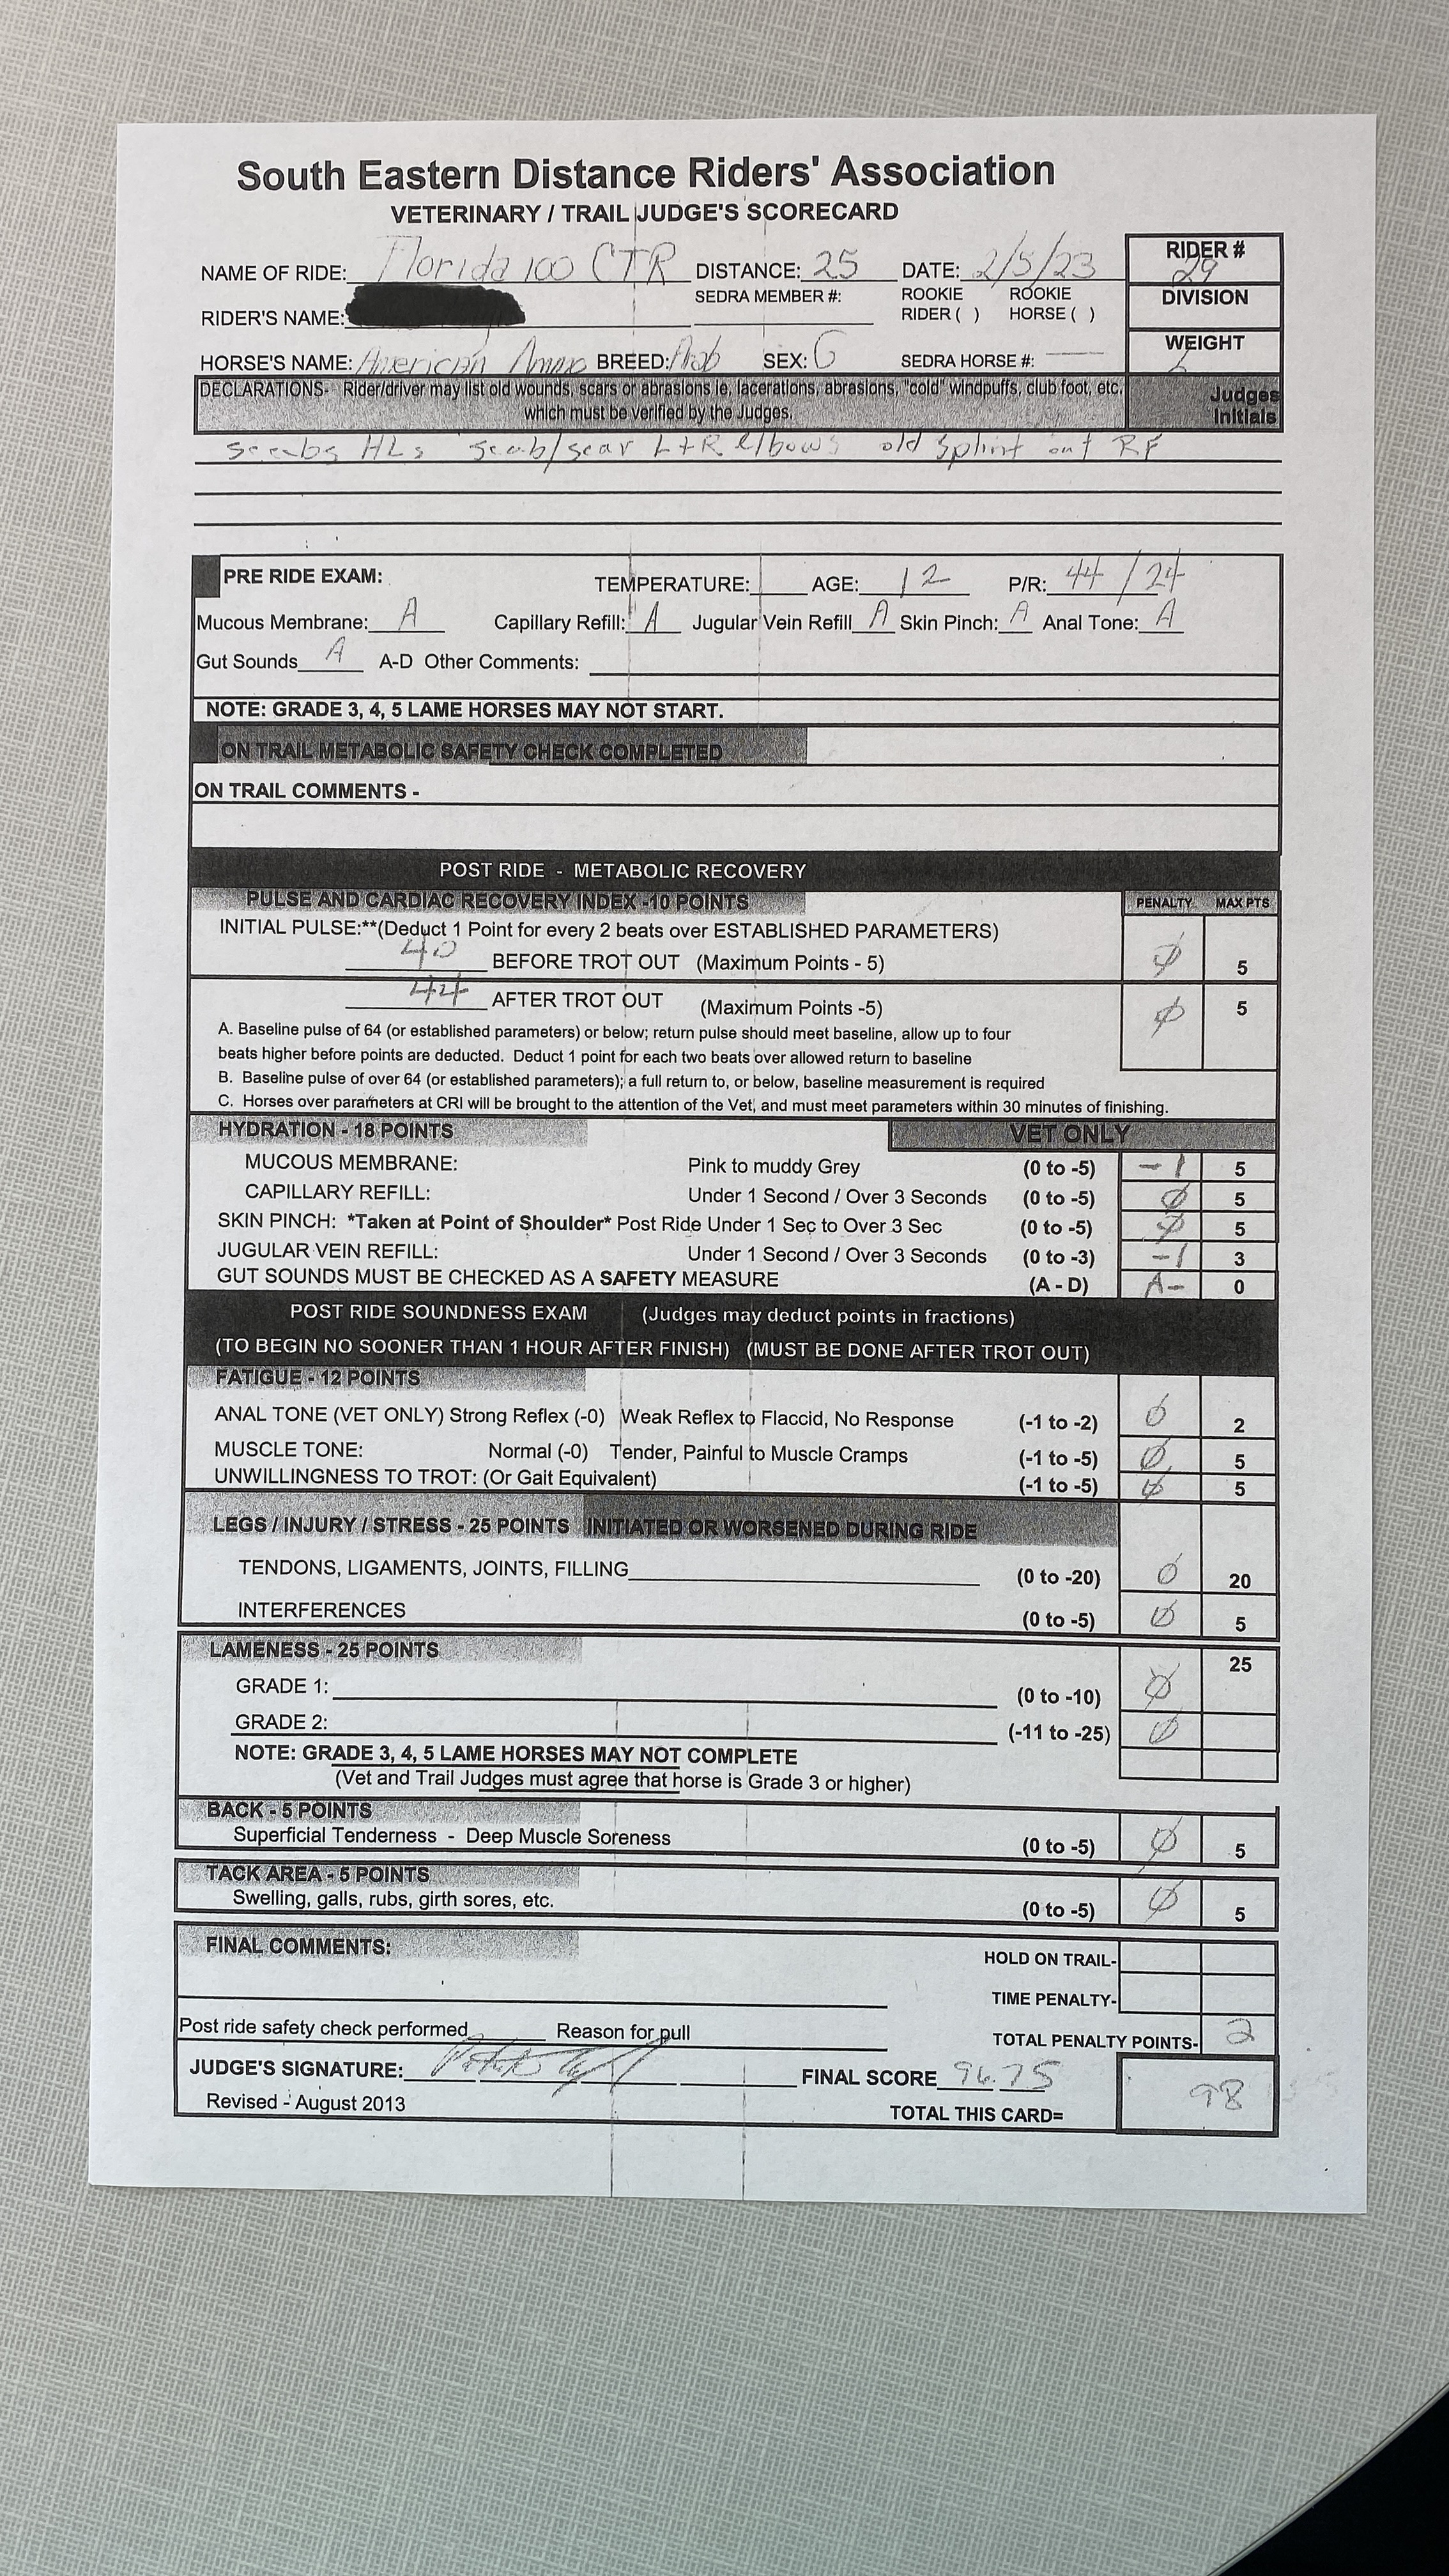 South Eastern Distance Riders' Association
VETERINARY / TRAIL JUDGE'S SCORECARD
NAME OF RIDE: Florida 100 CTR DISTANCE: 25 DATE: 2/5/23 RIDER # 29
RIDER'S NAME: SEDRA MEMBER #: ROOKIE RIDER ( ) ROOKIE HORSE ( ) DIVISION
HORSE'S NAME: American Ammo BREED: Arab SEX: G SEDRA HORSE #: — WEIGHT
DECLARATIONS- Rider/driver may list old wounds, scars or abrasions ie, lacerations, abrasions, "cold" windpuffs, club foot, etc. Judges
which must be verified by the Judges. Initials
scabs HLs scab/scar L+R elbows old splint out RF
PRE RIDE EXAM: TEMPERATURE: AGE: 12 P/R: 44 / 24
Mucous Membrane: A Capillary Refill: A Jugular Vein Refill A Skin Pinch: A Anal Tone: A
Gut Sounds A A-D Other Comments:
NOTE: GRADE 3, 4, 5 LAME HORSES MAY NOT START.
ON TRAIL METABOLIC SAFETY CHECK COMPLETED
ON TRAIL COMMENTS -
POST RIDE - METABOLIC RECOVERY
PULSE AND CARDIAC RECOVERY INDEX -10 POINTS PENALTY MAX PTS
INITIAL PULSE:**(Deduct 1 Point for every 2 beats over ESTABLISHED PARAMETERS)
40 BEFORE TROT OUT (Maximum Points - 5) Ø 5
44 AFTER TROT OUT (Maximum Points -5) Ø 5
A. Baseline pulse of 64 (or established parameters) or below; return pulse should meet baseline, allow up to four
beats higher before points are deducted. Deduct 1 point for each two beats over allowed return to baseline
B. Baseline pulse of over 64 (or established parameters); a full return to, or below, baseline measurement is required
C. Horses over parameters at CRI will be brought to the attention of the Vet, and must meet parameters within 30 minutes of finishing.
HYDRATION - 18 POINTS VET ONLY
MUCOUS MEMBRANE: Pink to muddy Grey (0 to -5) -1 5
CAPILLARY REFILL: Under 1 Second / Over 3 Seconds (0 to -5) Ø 5
SKIN PINCH: *Taken at Point of Shoulder* Post Ride Under 1 Sec to Over 3 Sec (0 to -5) Ø 5
JUGULAR VEIN REFILL: Under 1 Second / Over 3 Seconds (0 to -3) -1 3
GUT SOUNDS MUST BE CHECKED AS A SAFETY MEASURE (A - D) A- 0
POST RIDE SOUNDNESS EXAM (Judges may deduct points in fractions)
(TO BEGIN NO SOONER THAN 1 HOUR AFTER FINISH) (MUST BE DONE AFTER TROT OUT)
FATIGUE - 12 POINTS
ANAL TONE (VET ONLY) Strong Reflex (-0) Weak Reflex to Flaccid, No Response (-1 to -2) Ø 2
MUSCLE TONE: Normal (-0) Tender, Painful to Muscle Cramps (-1 to -5) Ø 5
UNWILLINGNESS TO TROT: (Or Gait Equivalent) (-1 to -5) Ø 5
LEGS / INJURY / STRESS - 25 POINTS INITIATED OR WORSENED DURING RIDE
TENDONS, LIGAMENTS, JOINTS, FILLING (0 to -20) Ø 20
INTERFERENCES (0 to -5) Ø 5
LAMENESS - 25 POINTS 25
GRADE 1: (0 to -10) Ø
GRADE 2: (-11 to -25) Ø
NOTE: GRADE 3, 4, 5 LAME HORSES MAY NOT COMPLETE
(Vet and Trail Judges must agree that horse is Grade 3 or higher)
BACK - 5 POINTS
Superficial Tenderness - Deep Muscle Soreness (0 to -5) Ø 5
TACK AREA - 5 POINTS
Swelling, galls, rubs, girth sores, etc. (0 to -5) Ø 5
FINAL COMMENTS: HOLD ON TRAIL-
TIME PENALTY-
Post ride safety check performed Reason for pull TOTAL PENALTY POINTS- 2
JUDGE'S SIGNATURE: FINAL SCORE 96.75
Revised - August 2013 TOTAL THIS CARD= 98